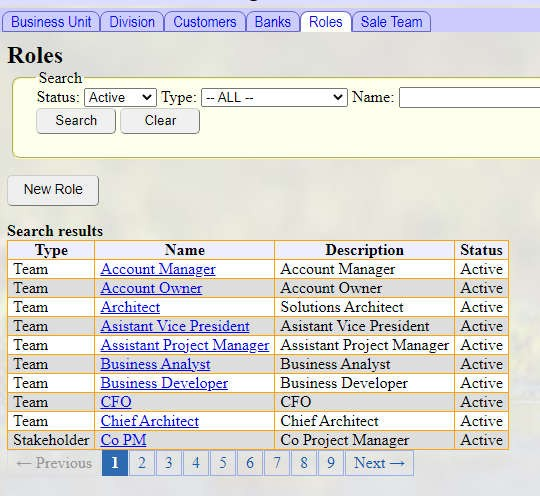 Business Unit Division Customers Banks Roles Sale Team
Roles
Search
Status: Active Type: -- ALL -- Name:
Search Clear
New Role
Search results
Type Name Description Status
Team Account Manager Account Manager Active
Team Account Owner Account Owner Active
Team Architect Solutions Architect Active
Team Asistant Vice President Asistant Vice President Active
Team Assistant Project Manager Assistant Project Manager Active
Team Business Analyst Business Analyst Active
Team Business Developer Business Developer Active
Team CFO CFO Active
Team Chief Architect Chief Architect Active
Stakeholder Co PM Co Project Manager Active
← Previous 1 2 3 4 5 6 7 8 9 Next →